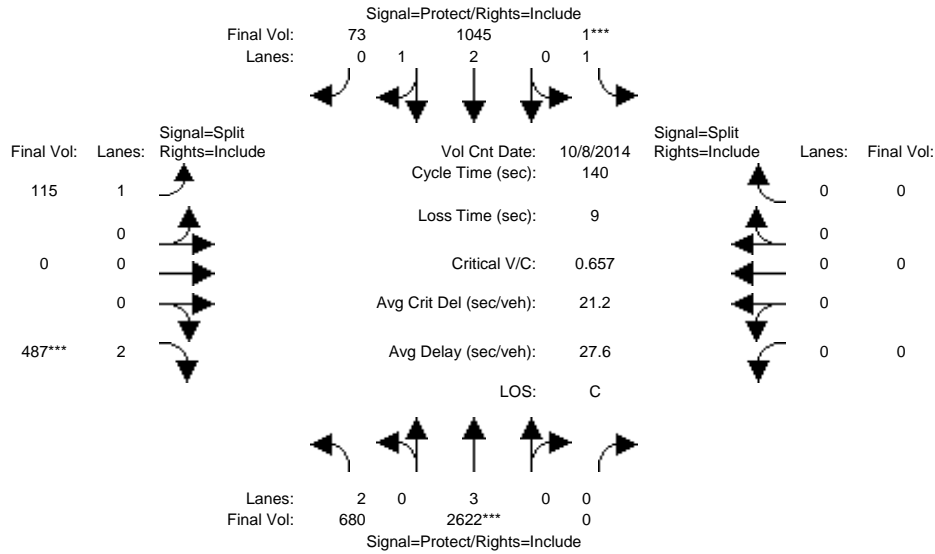 Signal=Protect/Rights=Include
Final Vol: 73 1045 1***
Lanes: 0 1 2 0 1
Signal=Split Signal=Split
Final Vol: Lanes: Rights=Include Vol Cnt Date: 10/8/2014 Rights=Include Lanes: Final Vol:
Cycle Time (sec): 140
115 1 0 0
Loss Time (sec): 9
0 0
0 0 Critical V/C: 0.657 0 0
0 Avg Crit Del (sec/veh): 21.2 0
487*** 2 Avg Delay (sec/veh): 27.6 0 0
LOS: C
Lanes: 2 0 3 0 0
Final Vol: 680 2622*** 0
Signal=Protect/Rights=Include